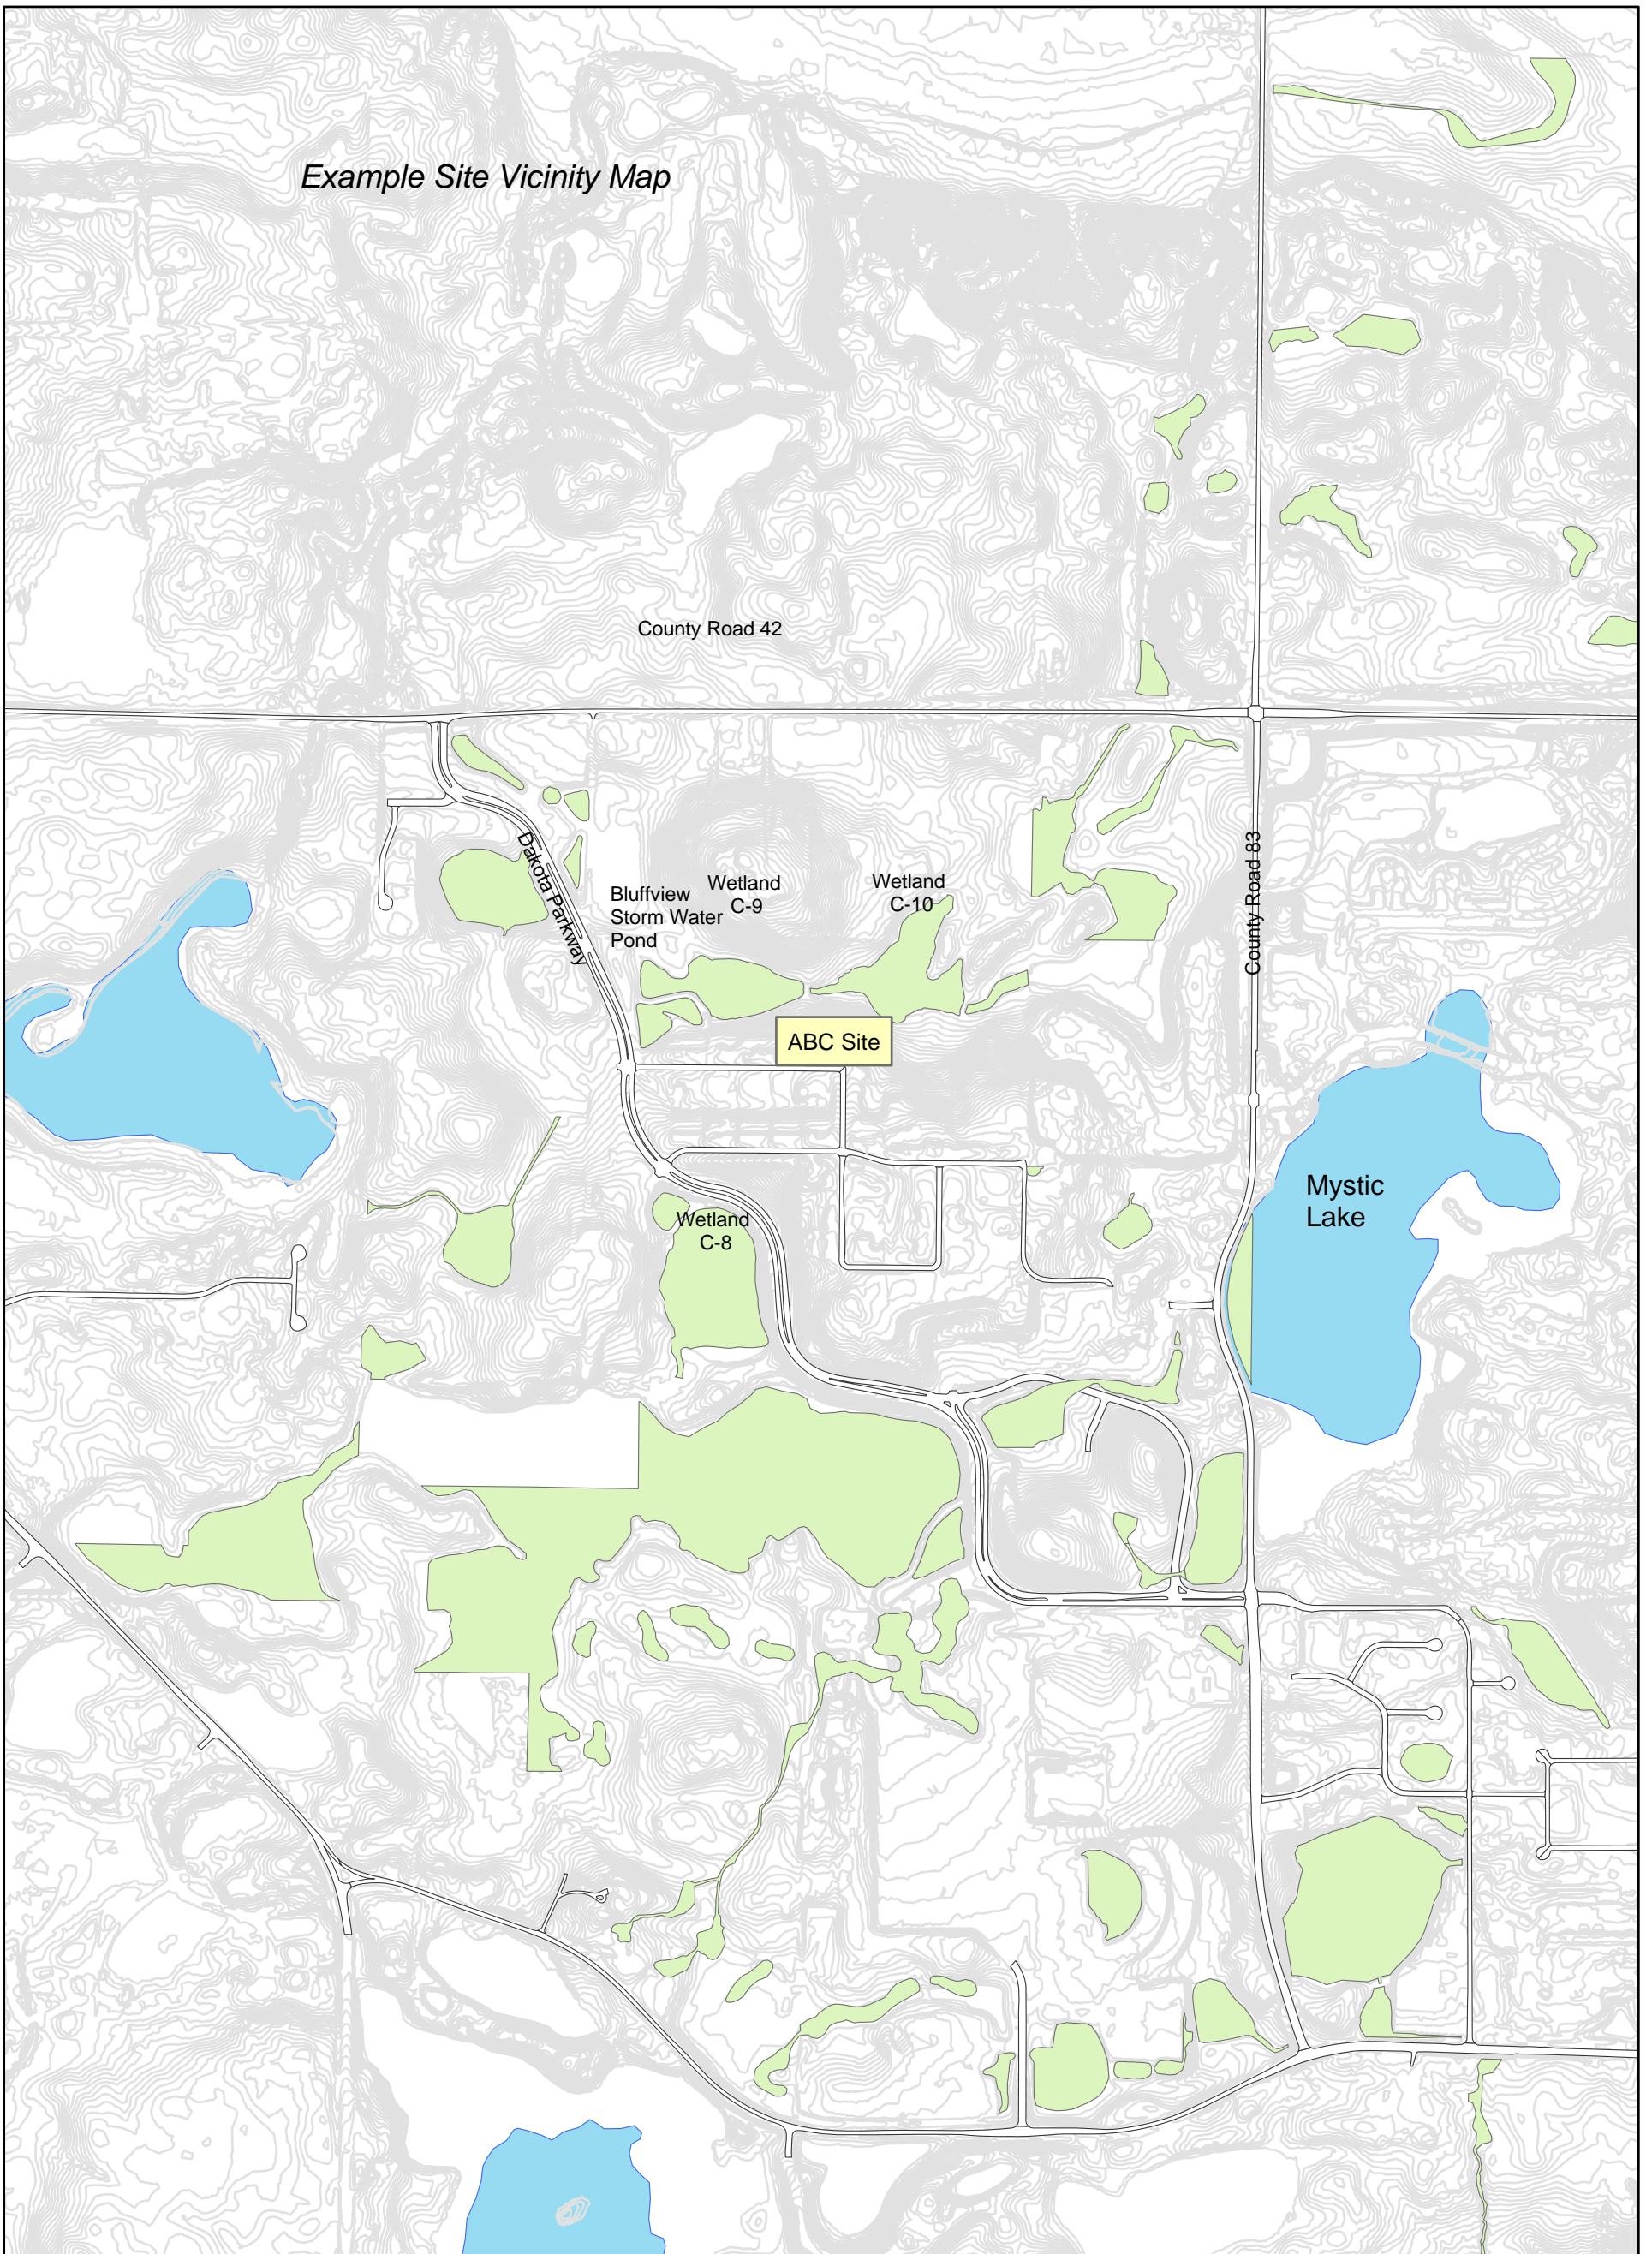 Example Site Vicinity Map
County Road 42
Dakota Parkway
Bluffview
Storm Water
Pond
Wetland
C-9
Wetland
C-10
County Road 83
ABC Site
Mystic
Lake
Wetland
C-8